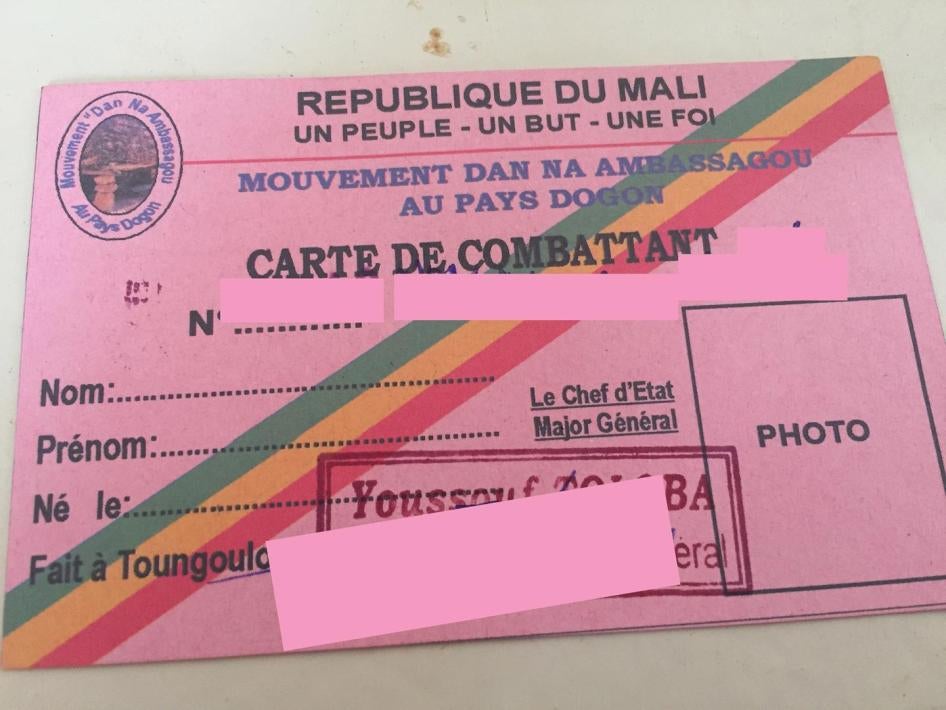 Mouvement "Dan Na Ambassagou
Au Pays Dogon
REPUBLIQUE DU MALI
UN PEUPLE - UN BUT - UNE FOI
MOUVEMENT DAN NA AMBASSAGOU
AU PAYS DOGON
CARTE DE COMBATTANT
N°............
Nom:
Prénom:
Né le:
Le Chef d'Etat
Major Général
PHOTO
Youssouf
Fait à